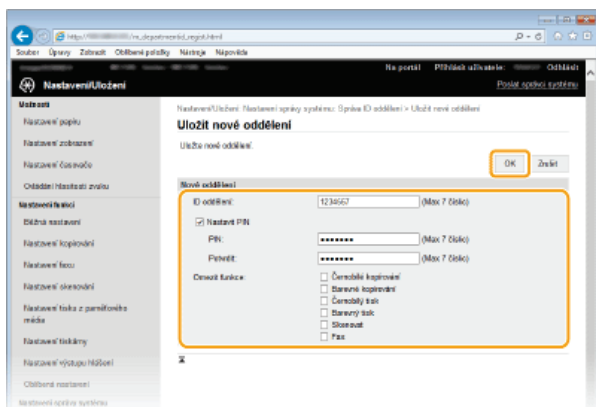 /m_departmentid_regist.html
Soubor Úpravy Zobrazit Oblíbené položky Nástroje Nápověda
Na portál Přihlásit uživatele: Odhlásit
Nastavení/Uložení
Poslat správci systému
Možnosti
Nastavení papíru
Nastavení zobrazení
Nastavení časovače
Ovládání hlasitosti zvuku
Nastavení funkcí
Běžná nastavení
Nastavení kopírování
Nastavení faxu
Nastavení skenování
Nastavení tisku z paměťového
média
Nastavení tiskárny
Nastavení výstupu hlášení
Oblíbená nastavení
Nastavení správy systému
Nastavení/Uložení: Nastavení správy systému: Správa ID oddělení > Uložit nové oddělení
Uložit nové oddělení
Uložte nové oddělení.
OK Zrušit
Nové oddělení
ID oddělení: 1234567 (Max 7 číslic)
Nastavit PIN
PIN: ••••••• (Max 7 číslic)
Potvrdit: ••••••• (Max 7 číslic)
Omezit funkce: Černobílé kopírování
Barevné kopírování
Černobílý tisk
Barevný tisk
Skenovat
Fax